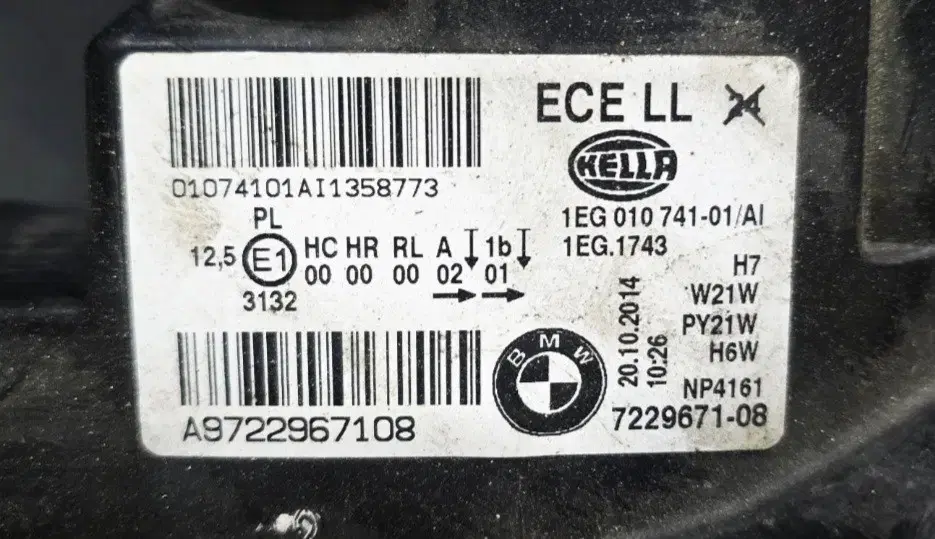 ECE LL 24
HELLA
01074101AI1358773
1EG 010 741-01/AI
1EG.1743
PL
12,5 E1 HC HR RL A 1b
00 00 00 02 01
3132
20.10.2014
10:26
H7
W21W
PY21W
H6W
NP4161
BMW
7229671-08
A9722967108